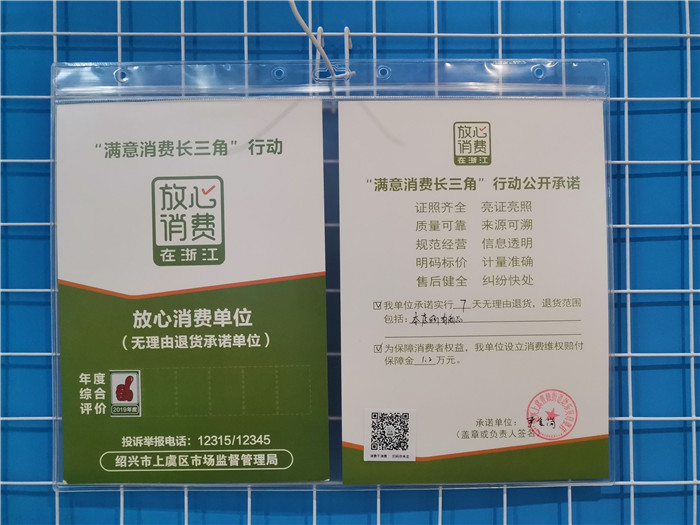 “满意消费长三角”行动
放心
消费
在浙江
放心消费单位
（无理由退货承诺单位）
年度
综合
评价
2019年度
投诉举报电话：12315/12345
绍兴市上虞区市场监督管理局
放心
消费
在浙江
“满意消费长三角”行动公开承诺
证照齐全 亮证亮照
质量可靠 来源可溯
规范经营 信息透明
明码标价 计量准确
售后健全 纠纷快处
☑我单位承诺实行 7 天无理由退货，退货范围
包括：本店所有商品
☑为保障消费者权益，我单位设立消费维权赔付
保障金 1.2 万元。
承诺单位：
（盖章或负责人签名）